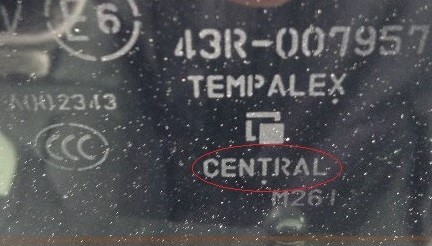 E6
43R-007957
TEMPALEX
A002343
CCC
CENTRAL
M261